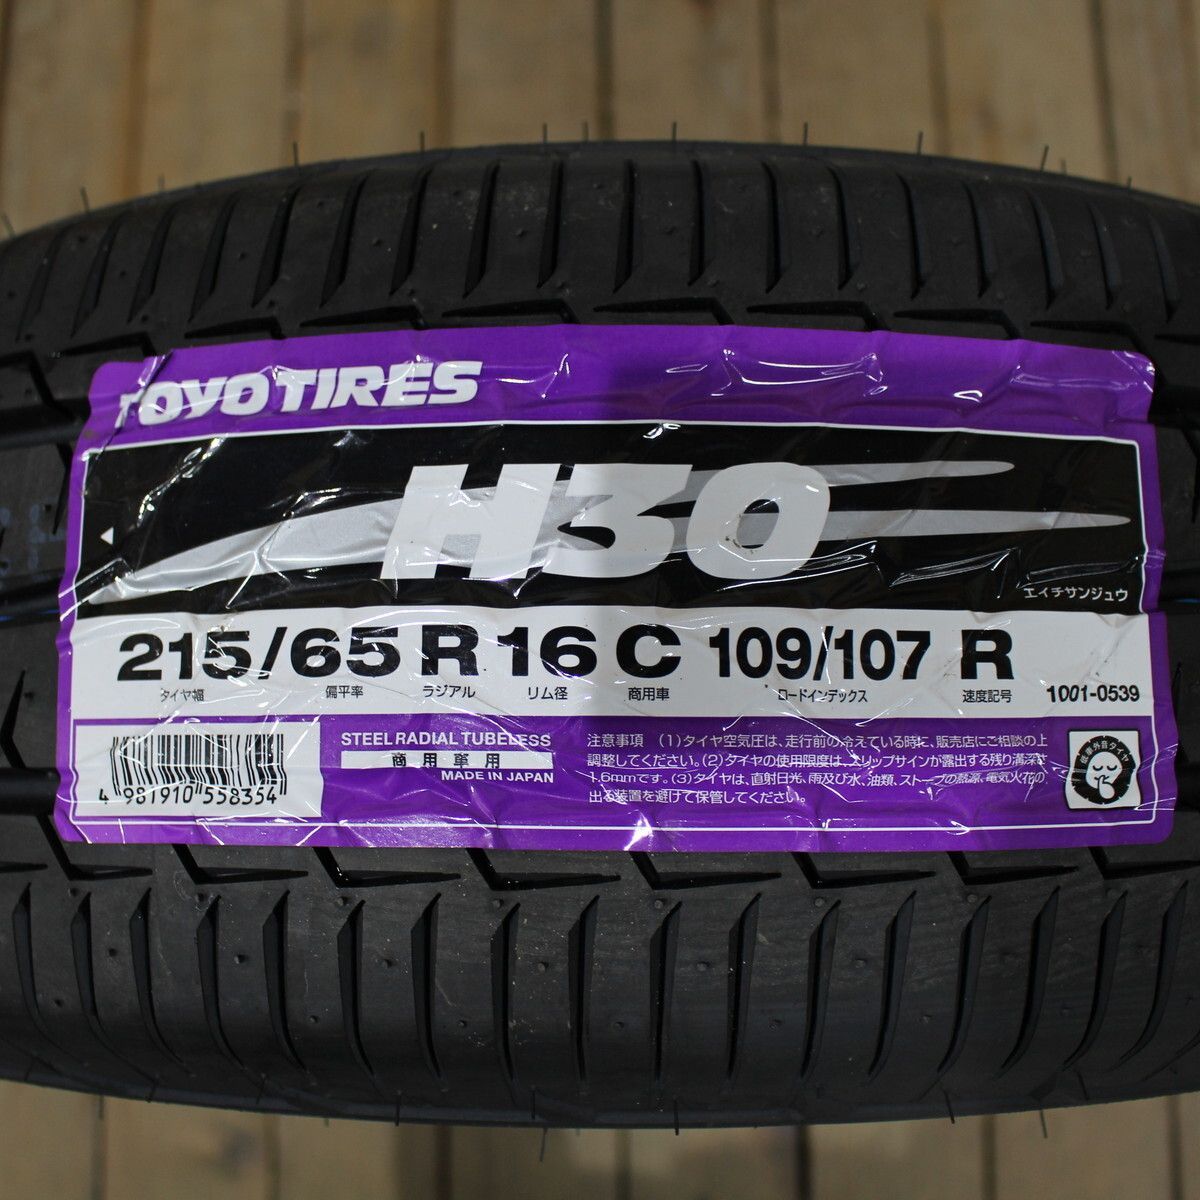 TOYO TIRES
H30
エイチサンジュウ
215/65 R 16 C 109/107 R
タイヤ幅 偏平率 ラジアル リム径 商用車 ロードインデックス 速度記号 1001-0539
STEEL RADIAL TUBELESS
商用車用
MADE IN JAPAN
4 981910 558354
注意事項 (1)タイヤ空気圧は、走行前の冷えている時に、販売店にご相談の上
調整してください。(2)タイヤの使用限度は、スリップサインが露出する残り溝深さ
1.6mmです。(3)タイヤは、直射日光、雨及び水、油類、ストーブの熱源、電気火花の
出る装置を避けて保管してください。
低車外音タイヤ